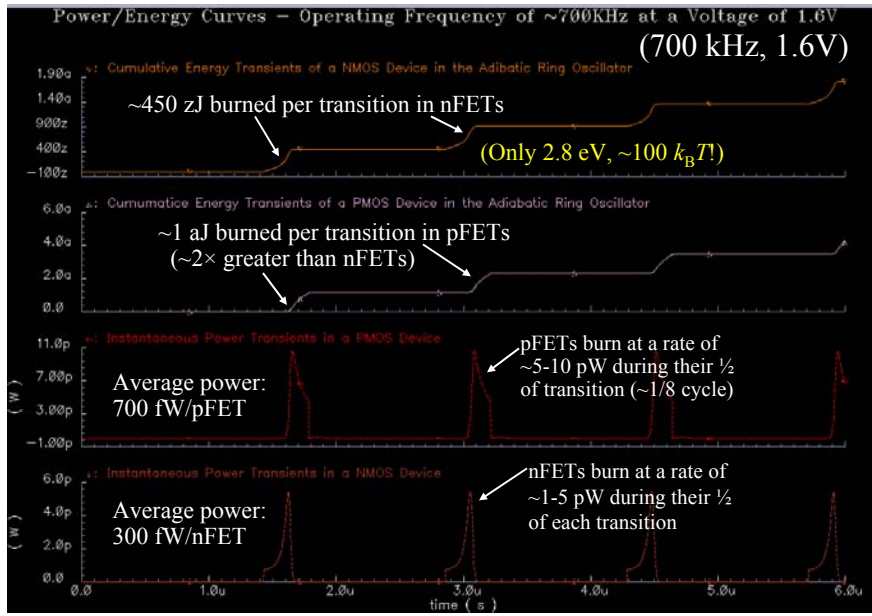 Power/Energy Curves – Operating Frequency of ~700KHz at a Voltage of 1.6V
(700 kHz, 1.6V)
: Cumulative Energy Transients of a NMOS Device in the Adibatic Ring Oscillator
1.90a
1.40a
900z
400z
-100z
~450 zJ burned per transition in nFETs
(Only 2.8 eV, ~100 kBT!)
: Cumumatice Energy Transients of a PMOS Device in the Adiabatic Ring Oscillator
6.0a
4.0a
2.0a
0.0
~1 aJ burned per transition in pFETs
(~2× greater than nFETs)
: Instantaneous Power Transients in a PMOS Device
11.0p
7.00p
3.00p
-1.00p
(W)
Average power:
700 fW/pFET
pFETs burn at a rate of
~5-10 pW during their ½
of transition (~1/8 cycle)
: Instantaneous Power Transients in a NMOS Device
6.0p
4.0p
2.0p
0.0
(W)
Average power:
300 fW/nFET
nFETs burn at a rate of
~1-5 pW during their ½
of each transition
0.0 1.0u 2.0u 3.0u 4.0u 5.0u 6.0u
time ( s )